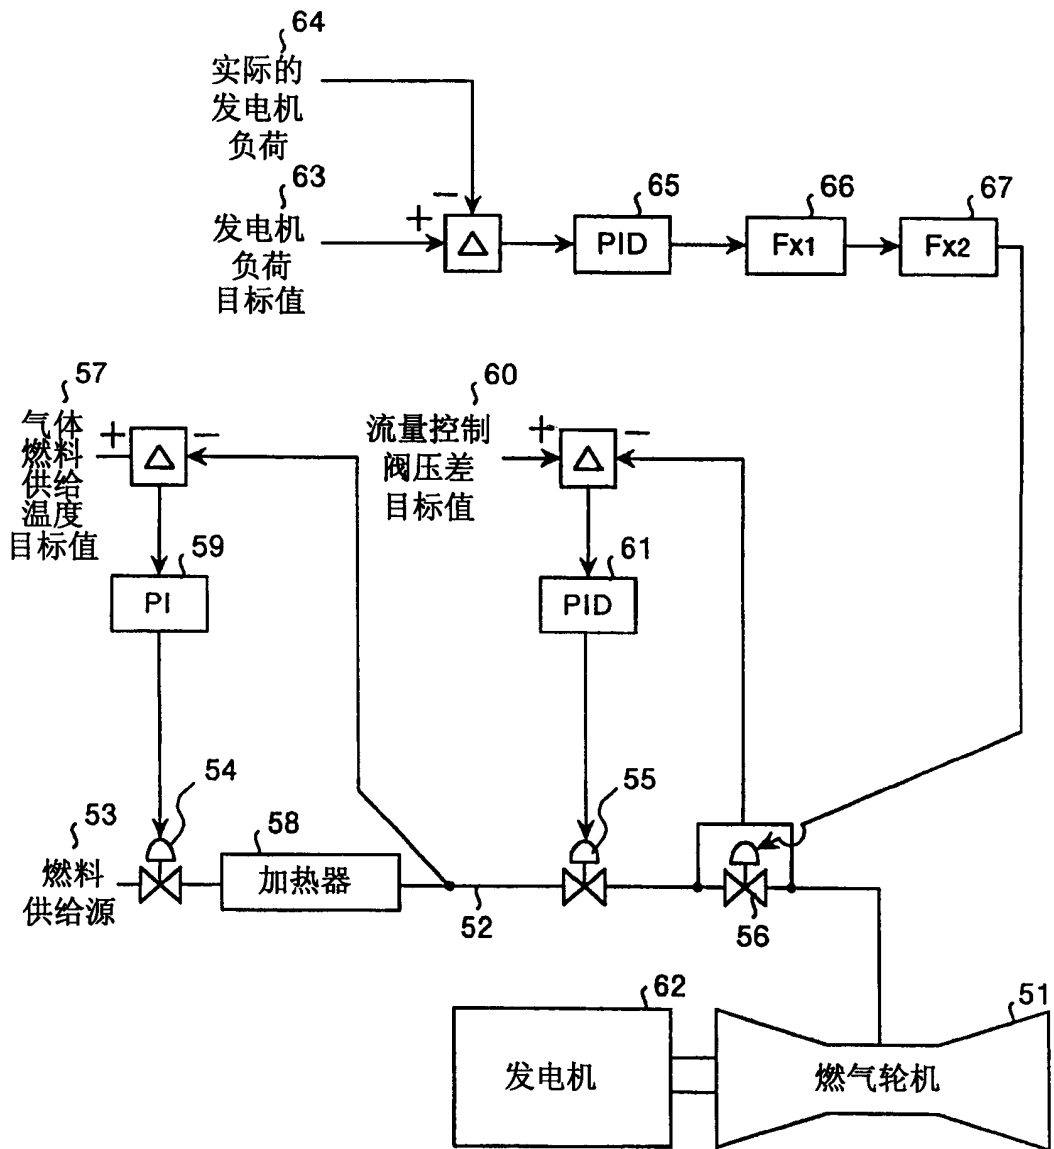 64
实际的
发电机
负荷
63
发电机
负荷
目标值
+
−
△
65
PID
66
Fx1
67
Fx2
57
气体
燃料
供给
温度
目标值
+
−
△
59
PI
60
流量控制
阀压差
目标值
+
−
△
61
PID
54
53
燃料
供给源
58
加热器
52
55
56
62
发电机
51
燃气轮机